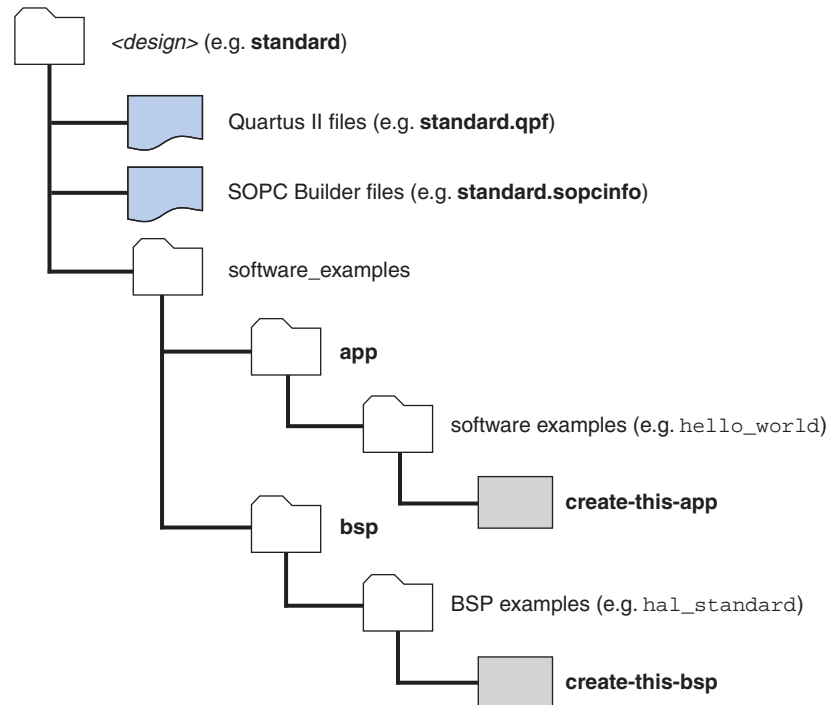 <design> (e.g. standard)
Quartus II files (e.g. standard.qpf)
SOPC Builder files (e.g. standard.sopcinfo)
software_examples
app
software examples (e.g. hello_world)
create-this-app
bsp
BSP examples (e.g. hal_standard)
create-this-bsp